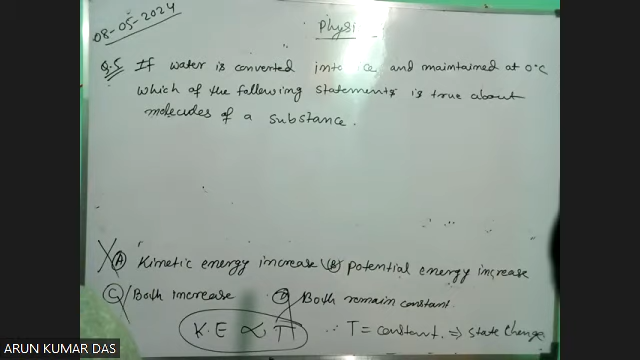 08-05-2024
Physi
Q.5 If water is converted into ice and maintained at 0°C
which of the following statements is true about
molecules of a substance.
(A) Kinetic energy increase (B) Potential energy increase
(C) Both Increase (D) Both remain constant.
K.E ∝ T ∵ T = constant. ⇒ State change
ARUN KUMAR DAS